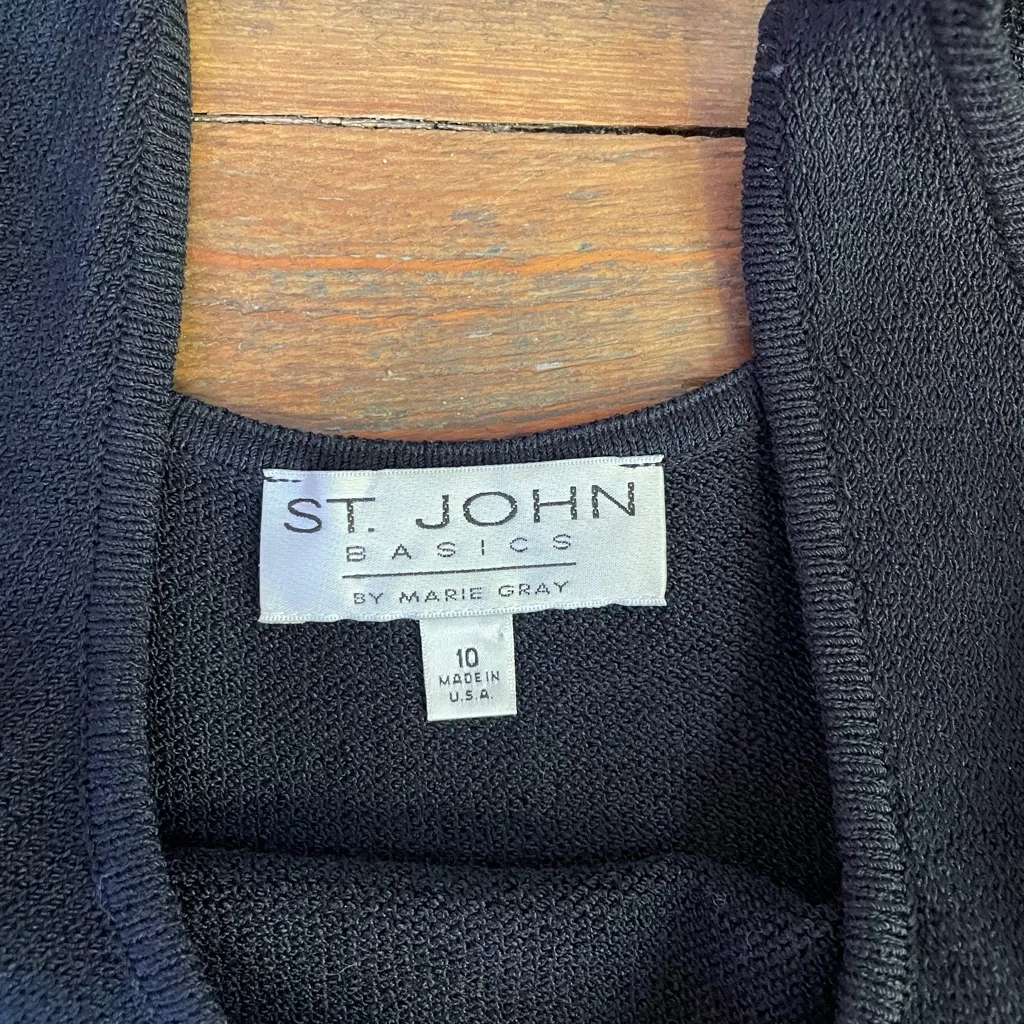 ST. JOHN
BASICS
BY MARIE GRAY
10
MADE IN
U.S.A.